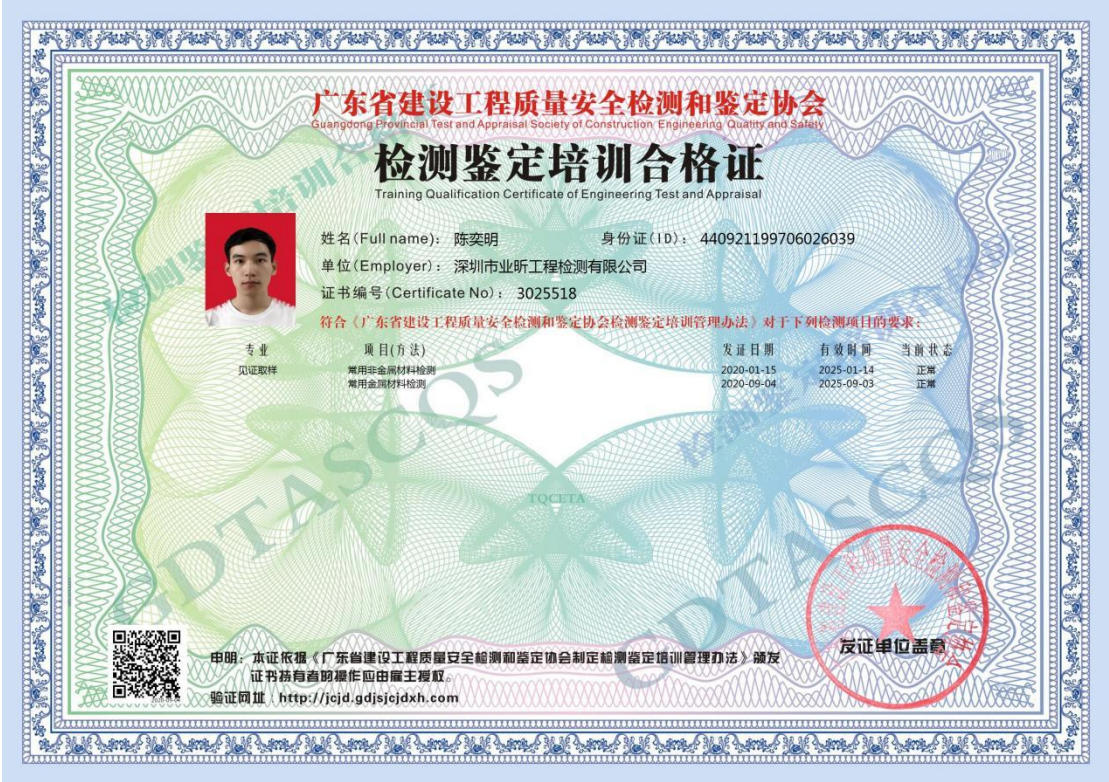 广东省建设工程质量安全检测和鉴定协会
Guangdong Provincial Test and Appraisal Society of Construction Engineering Quality and Safety
检测鉴定培训合格证
Training Qualification Certificate of Engineering Test and Appraisal
姓名(Full name): 陈奕明 身份证(ID): 440921199706026039
单位(Employer): 深圳市业昕工程检测有限公司
证书编号(Certificate No): 3025518
符合《广东省建设工程质量安全检测和鉴定协会检测鉴定培训管理办法》对于下列检测项目的要求:
专业 项目(方法) 发证日期 有效时间 当前状态
见证取样 常用非金属材料检测 2020-01-15 2025-01-14 正常
常用金属材料检测 2020-09-04 2025-09-03 正常
GDTASCQS
GDTASCQS
TQCETA
发证单位盖章
申明: 本证依据《广东省建设工程质量安全检测和鉴定协会制定检测鉴定培训管理办法》颁发
证书持有者的操作应由雇主授权。
验证网址: http://jcjd.gdjsjcjdxh.com
2020-09-04